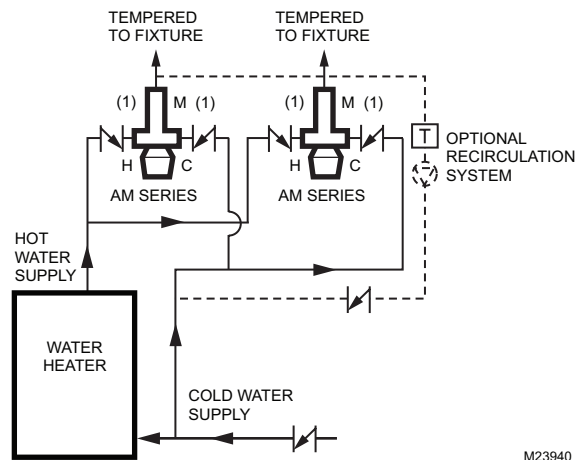 TEMPERED
TO FIXTURE
TEMPERED
TO FIXTURE
(1) M (1)
(1) M (1)
T
OPTIONAL
RECIRCULATION
SYSTEM
H C
H C
AM SERIES
AM SERIES
HOT
WATER
SUPPLY
WATER
HEATER
COLD WATER
SUPPLY
M23940